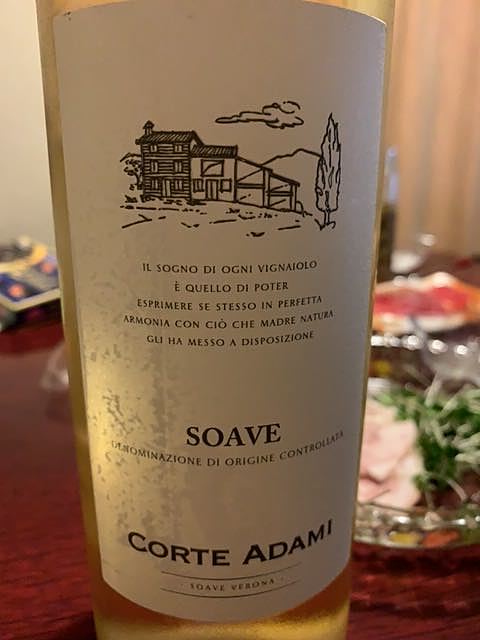 IL SOGNO DI OGNI VIGNAIOLO
È QUELLO DI POTER
ESPRIMERE SE STESSO IN PERFETTA
ARMONIA CON CIÒ CHE MADRE NATURA
GLI HA MESSO A DISPOSIZIONE
SOAVE
DENOMINAZIONE DI ORIGINE CONTROLLATA
CORTE ADAMI
· SOAVE VERONA ·